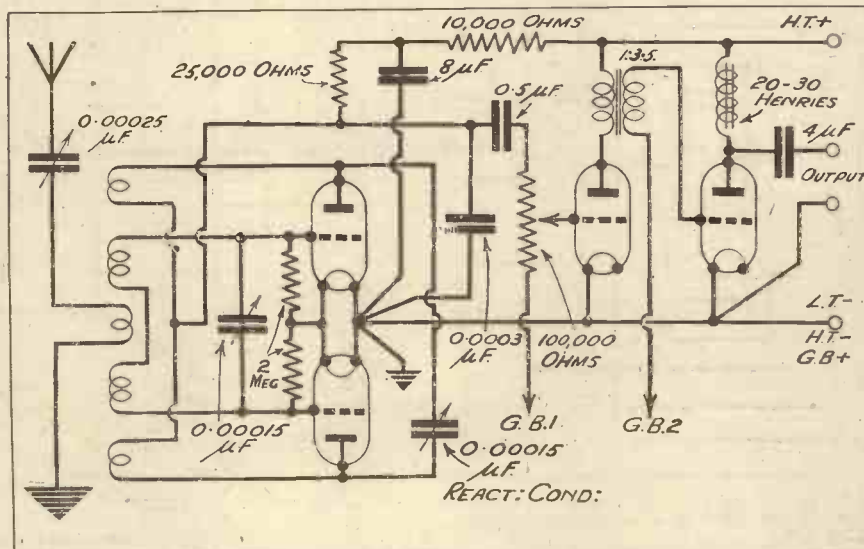 10,000 OHMS
H.T.+
25,000 OHMS
8 µF.
1:3·5.
20-30
HENRIES
0·5 µF.
0·00025
µF.
4 µF
OUTPUT
2
MEG
0·0003
µF.
100,000
OHMS
L.T-
H.T.-
G.B+
0·00015
µF.
G.B.1
G.B.2
0·00015
µF.
REACT: COND: